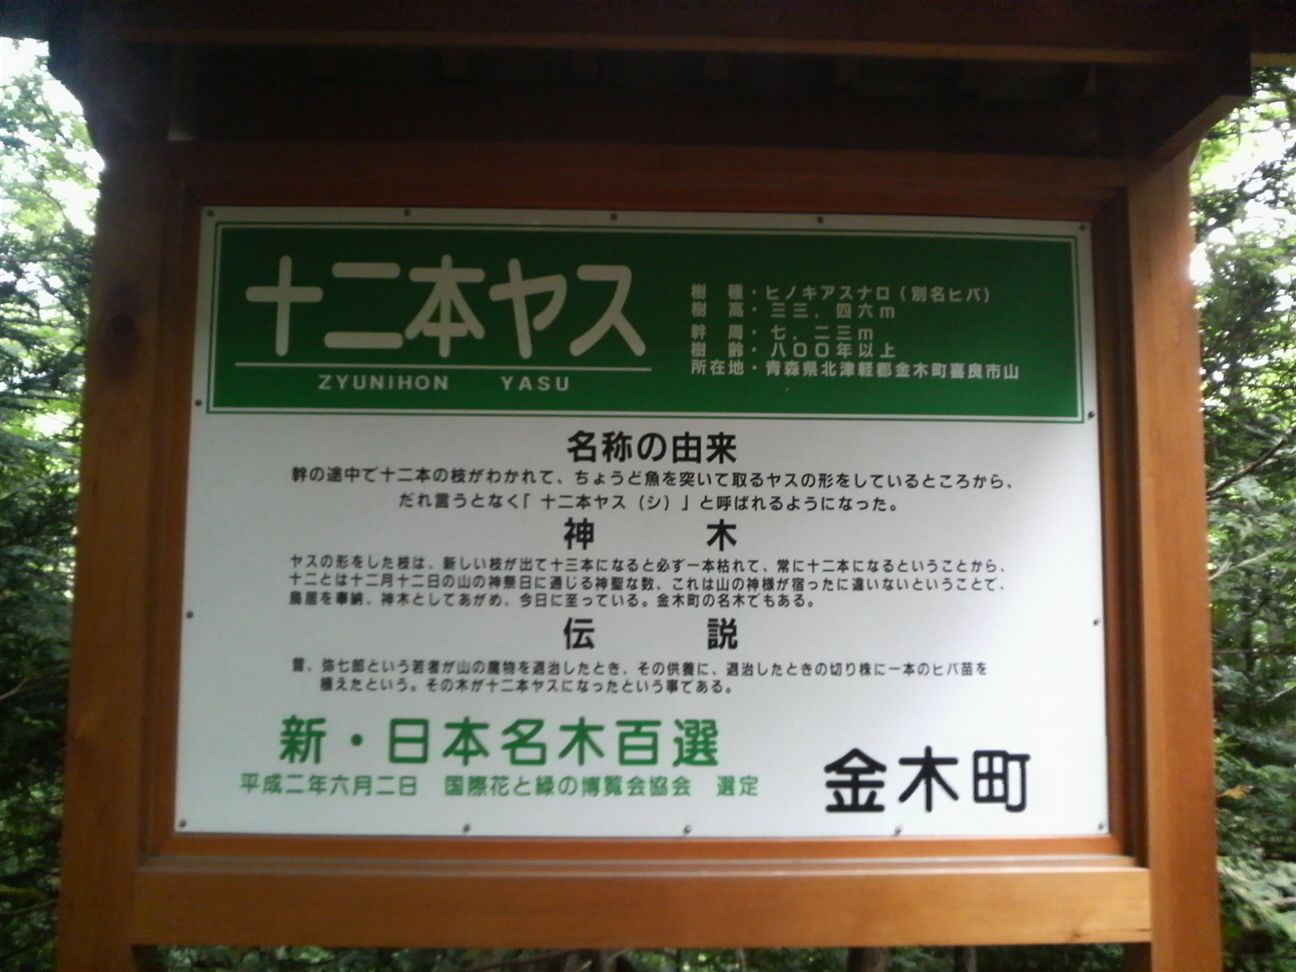 十二本ヤス
ZYUNIHON YASU
樹 種・ヒノキアスナロ（別名ヒバ）
樹 高・三三．四六ｍ
幹 周・七．二三ｍ
樹 齢・八〇〇年以上
所在地・青森県北津軽郡金木町喜良市山
名称の由来
幹の途中で十二本の枝がわかれて、ちょうど魚を突いて取るヤスの形をしているところから、
だれ言うとなく「十二本ヤス（シ）」と呼ばれるようになった。
神 木
ヤスの形をした枝は、新しい枝が出て十三本になると必ず一本枯れて、常に十二本になるということから、
十二とは十二月十二日の山の神祭日に通じる神聖な数、これは山の神様が宿ったに違いないということで、
鳥居を奉納、神木としてあがめ、今日に至っている。金木町の名木でもある。
伝 説
昔、弥七郎という若者が山の魔物を退治したとき、その供養に、退治したときの切り株に一本のヒバ苗を
植えたという。その木が十二本ヤスになったという事である。
新・日本名木百選
平成二年六月二日 国際花と緑の博覧会協会 選定
金木町